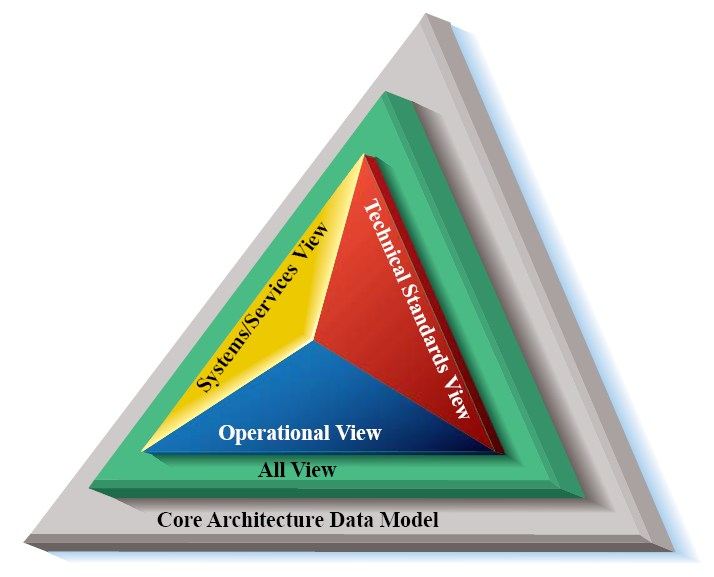 Systems/Services View
Technical Standards View
Operational View
All View
Core Architecture Data Model